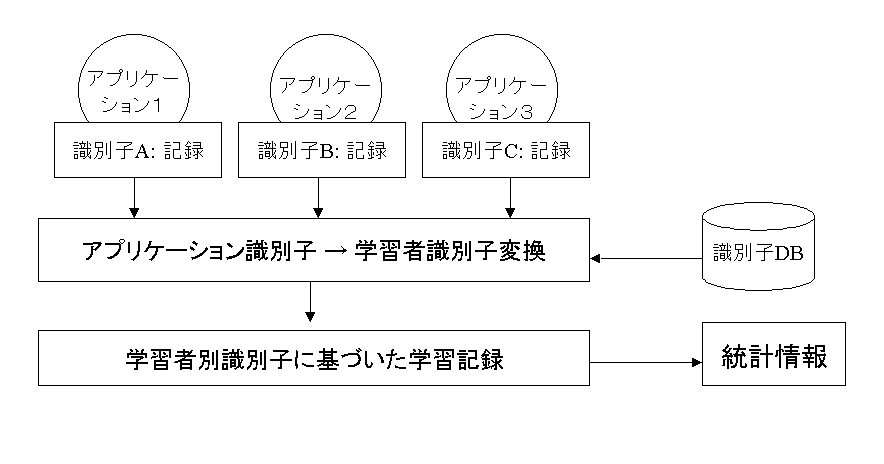 アプリケー
ション1
アプリケー
ション2
アプリケー
ション3
識別子A: 記録
識別子B: 記録
識別子C: 記録
アプリケーション識別子 → 学習者識別子変換
識別子DB
学習者別識別子に基づいた学習記録
統計情報